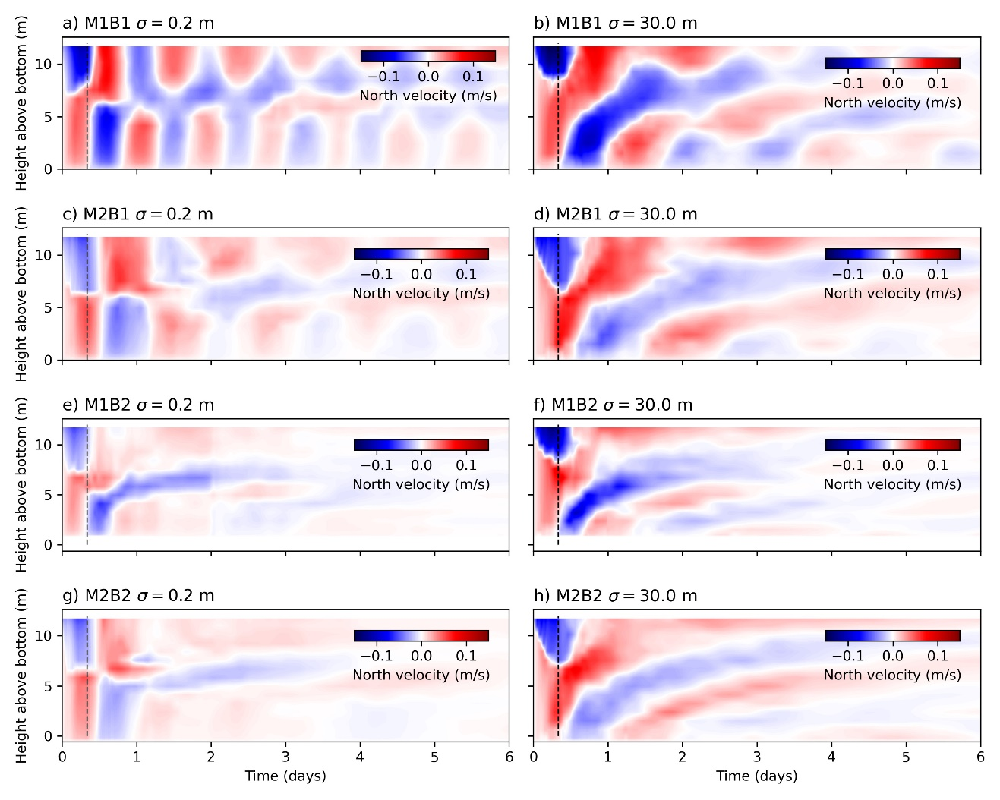 a) M1B1 σ = 0.2 m
b) M1B1 σ = 30.0 m
Height above bottom (m)
10
5
0
−0.1 0.0 0.1
North velocity (m/s)
−0.1 0.0 0.1
North velocity (m/s)
c) M2B1 σ = 0.2 m
d) M2B1 σ = 30.0 m
Height above bottom (m)
10
5
0
−0.1 0.0 0.1
North velocity (m/s)
−0.1 0.0 0.1
North velocity (m/s)
e) M1B2 σ = 0.2 m
f) M1B2 σ = 30.0 m
Height above bottom (m)
10
5
0
−0.1 0.0 0.1
North velocity (m/s)
−0.1 0.0 0.1
North velocity (m/s)
g) M2B2 σ = 0.2 m
h) M2B2 σ = 30.0 m
Height above bottom (m)
10
5
0
−0.1 0.0 0.1
North velocity (m/s)
−0.1 0.0 0.1
North velocity (m/s)
0 1 2 3 4 5 6
0 1 2 3 4 5 6
Time (days)
Time (days)